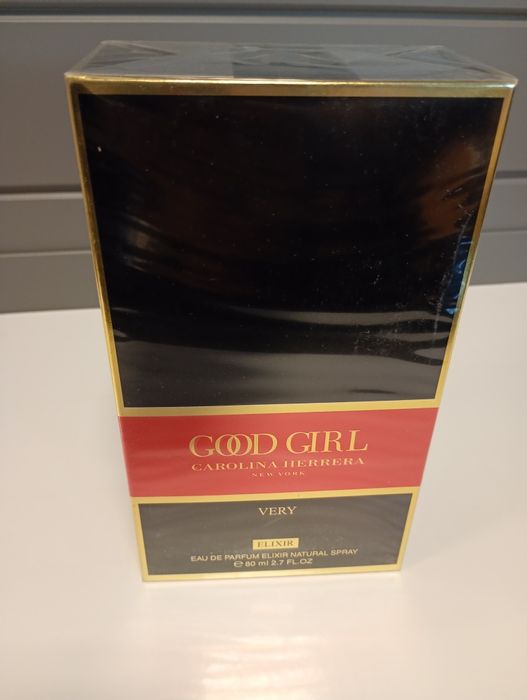 GOOD GIRL
CAROLINA HERRERA
NEW YORK
VERY
ELIXIR
EAU DE PARFUM ELIXIR NATURAL SPRAY
℮ 80 ml 2.7 FL.OZ